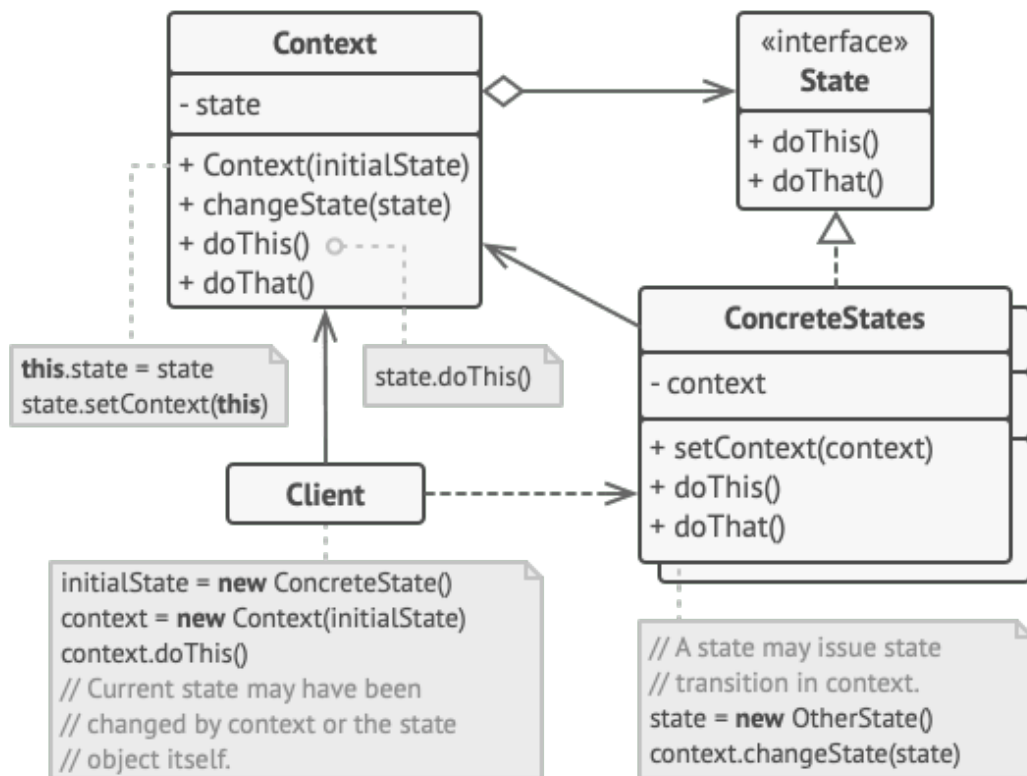 Context
- state
+ Context(initialState)
+ changeState(state)
+ doThis()
+ doThat()
«interface»
State
+ doThis()
+ doThat()
this.state = state
state.setContext(this)
state.doThis()
ConcreteStates
- context
+ setContext(context)
+ doThis()
+ doThat()
Client
initialState = new ConcreteState()
context = new Context(initialState)
context.doThis()
// Current state may have been
// changed by context or the state
// object itself.
// A state may issue state
// transition in context.
state = new OtherState()
context.changeState(state)